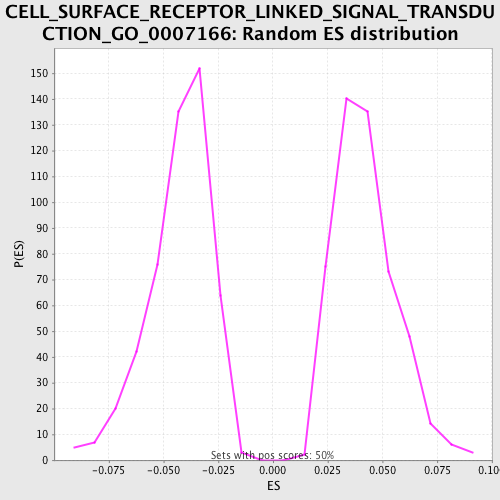 CELL_SURFACE_RECEPTOR_LINKED_SIGNAL_TRANSDU
CTION_GO_0007166: Random ES distribution
150
140
130
120
110
100
90
80
70
60
50
40
30
20
10
0
P(ES)
Sets with pos scores: 50%
-0.075 -0.050 -0.025 0.000 0.025 0.050 0.075 0.10
ES